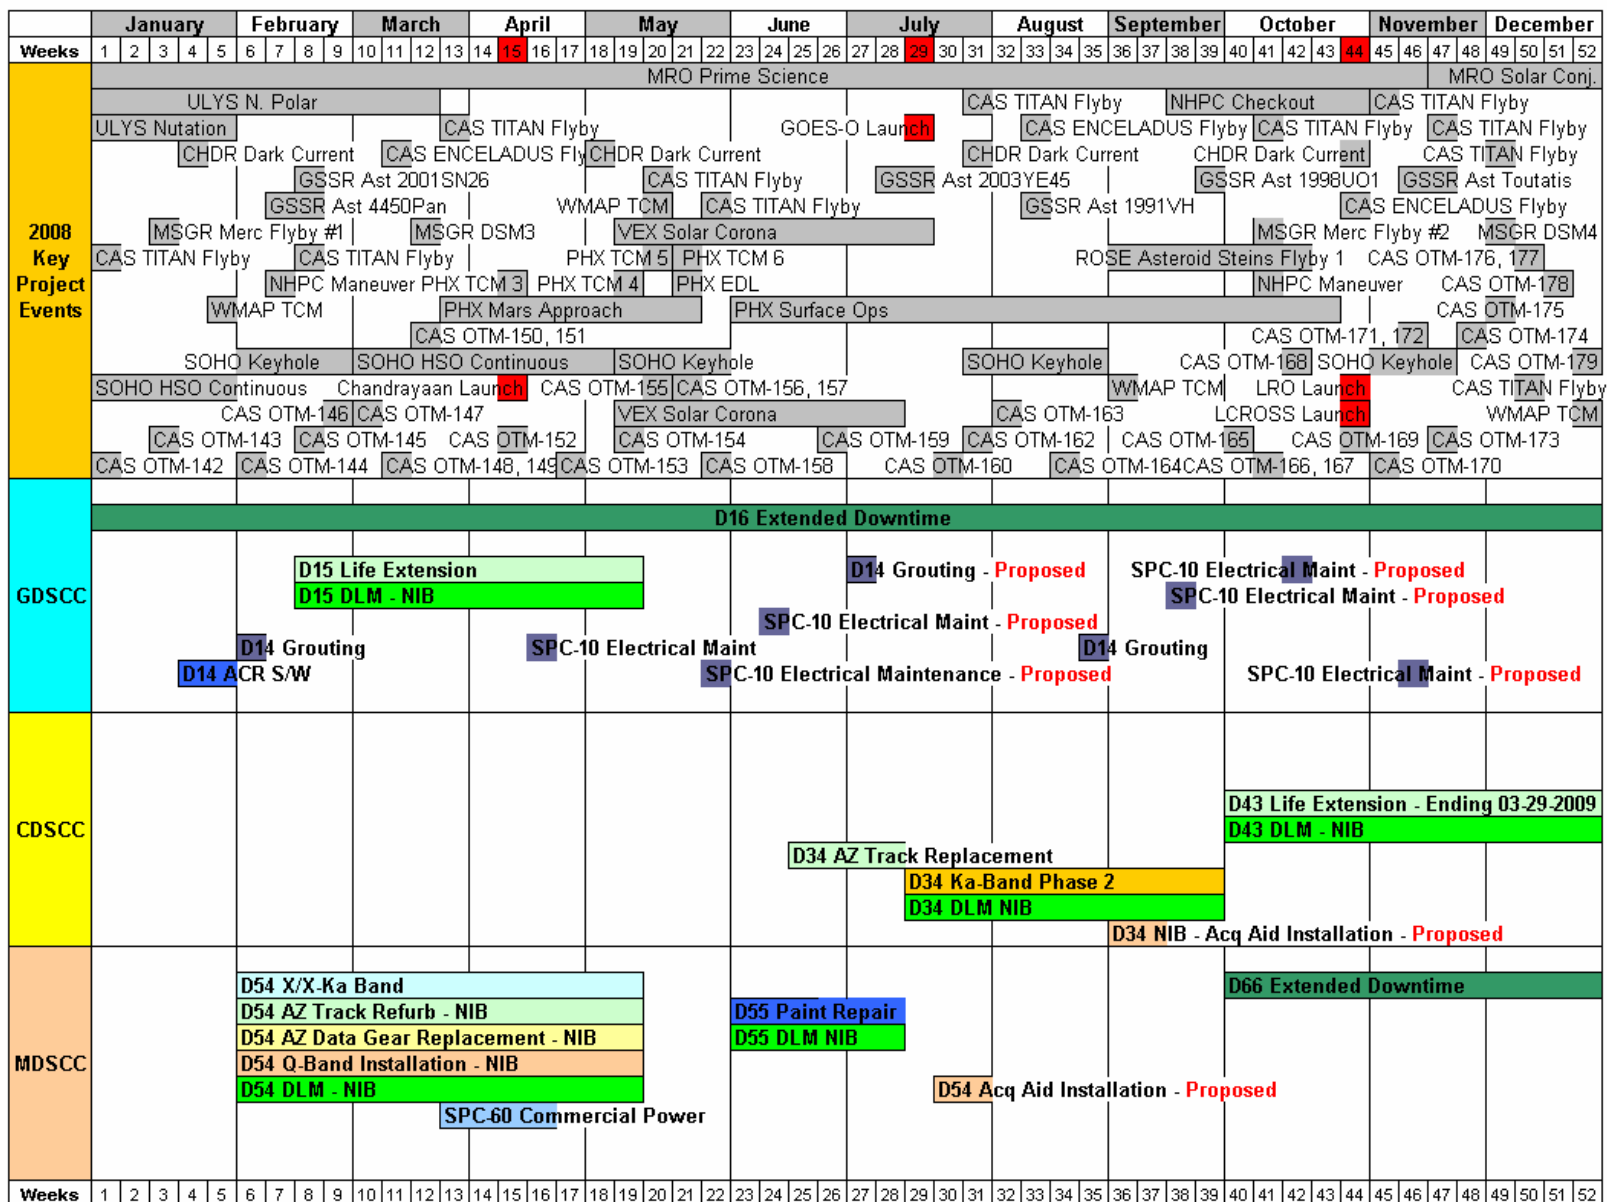 January February March April May June July August September October November December
Weeks 1 2 3 4 5 6 7 8 9 10 11 12 13 14 15 16 17 18 19 20 21 22 23 24 25 26 27 28 29 30 31 32 33 34 35 36 37 38 39 40 41 42 43 44 45 46 47 48 49 50 51 52
MRO Prime Science MRO Solar Conj.
ULYS N. Polar CAS TITAN Flyby NHPC Checkout CAS TITAN Flyby
ULYS Nutation CAS TITAN Flyby GOES-O Launch CAS ENCELADUS Flyby CAS TITAN Flyby CAS TITAN Flyby
CHDR Dark Current CAS ENCELADUS Fly CHDR Dark Current CHDR Dark Current CHDR Dark Current CAS TITAN Flyby
GSSR Ast 2001SN26 CAS TITAN Flyby GSSR Ast 2003YE45 GSSR Ast 1998UO1 GSSR Ast Toutatis
GSSR Ast 4450Pan WMAP TCM CAS TITAN Flyby GSSR Ast 1991VH CAS ENCELADUS Flyby
2008 Key Project Events
MSGR Merc Flyby #1 MSGR DSM3 VEX Solar Corona MSGR Merc Flyby #2 MSGR DSM4
CAS TITAN Flyby CAS TITAN Flyby PHX TCM 5 PHX TCM 6 ROSE Asteroid Steins Flyby 1 CAS OTM-176, 177
NHPC Maneuver PHX TCM 3 PHX TCM 4 PHX EDL NHPC Maneuver CAS OTM-178
WMAP TCM PHX Mars Approach PHX Surface Ops CAS OTM-175
CAS OTM-150, 151 CAS OTM-171, 172 CAS OTM-174
SOHO Keyhole SOHO HSO Continuous SOHO Keyhole SOHO Keyhole CAS OTM-168 SOHO Keyhole CAS OTM-179
SOHO HSO Continuous Chandrayaan Launch CAS OTM-155 CAS OTM-156, 157 WMAP TCM LRO Launch CAS TITAN Flyby
CAS OTM-146 CAS OTM-147 VEX Solar Corona CAS OTM-163 LCROSS Launch WMAP TCM
CAS OTM-143 CAS OTM-145 CAS OTM-152 CAS OTM-154 CAS OTM-159 CAS OTM-162 CAS OTM-165 CAS OTM-169 CAS OTM-173
CAS OTM-142 CAS OTM-144 CAS OTM-148, 149 CAS OTM-153 CAS OTM-158 CAS OTM-160 CAS OTM-164 CAS OTM-166, 167 CAS OTM-170
D16 Extended Downtime
GDSCC
D15 Life Extension D14 Grouting - Proposed SPC-10 Electrical Maint - Proposed
D15 DLM - NIB SPC-10 Electrical Maint - Proposed
SPC-10 Electrical Maint - Proposed
D14 Grouting SPC-10 Electrical Maint D14 Grouting
D14 ACR S/W SPC-10 Electrical Maintenance - Proposed SPC-10 Electrical Maint - Proposed
CDSCC
D43 Life Extension - Ending 03-29-2009
D43 DLM - NIB
D34 AZ Track Replacement
D34 Ka-Band Phase 2
D34 DLM NIB
D34 NIB - Acq Aid Installation - Proposed
MDSCC
D54 X/X-Ka Band D66 Extended Downtime
D54 AZ Track Refurb - NIB D55 Paint Repair
D54 AZ Data Gear Replacement - NIB D55 DLM NIB
D54 Q-Band Installation - NIB
D54 DLM - NIB D54 Acq Aid Installation - Proposed
SPC-60 Commercial Power
Weeks 1 2 3 4 5 6 7 8 9 10 11 12 13 14 15 16 17 18 19 20 21 22 23 24 25 26 27 28 29 30 31 32 33 34 35 36 37 38 39 40 41 42 43 44 45 46 47 48 49 50 51 52